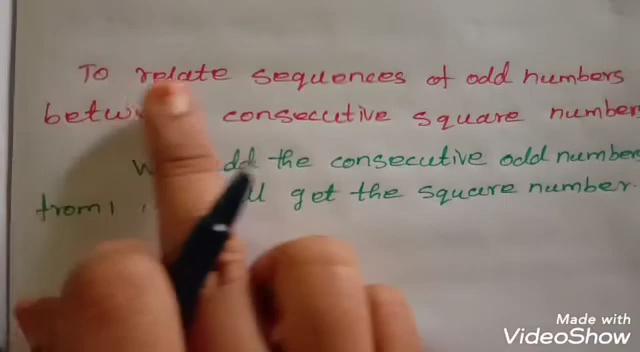 To relate sequences of odd numbers
consecutive square number
the consecutive odd number
from 1, get the square number.
Made with
VideoShow